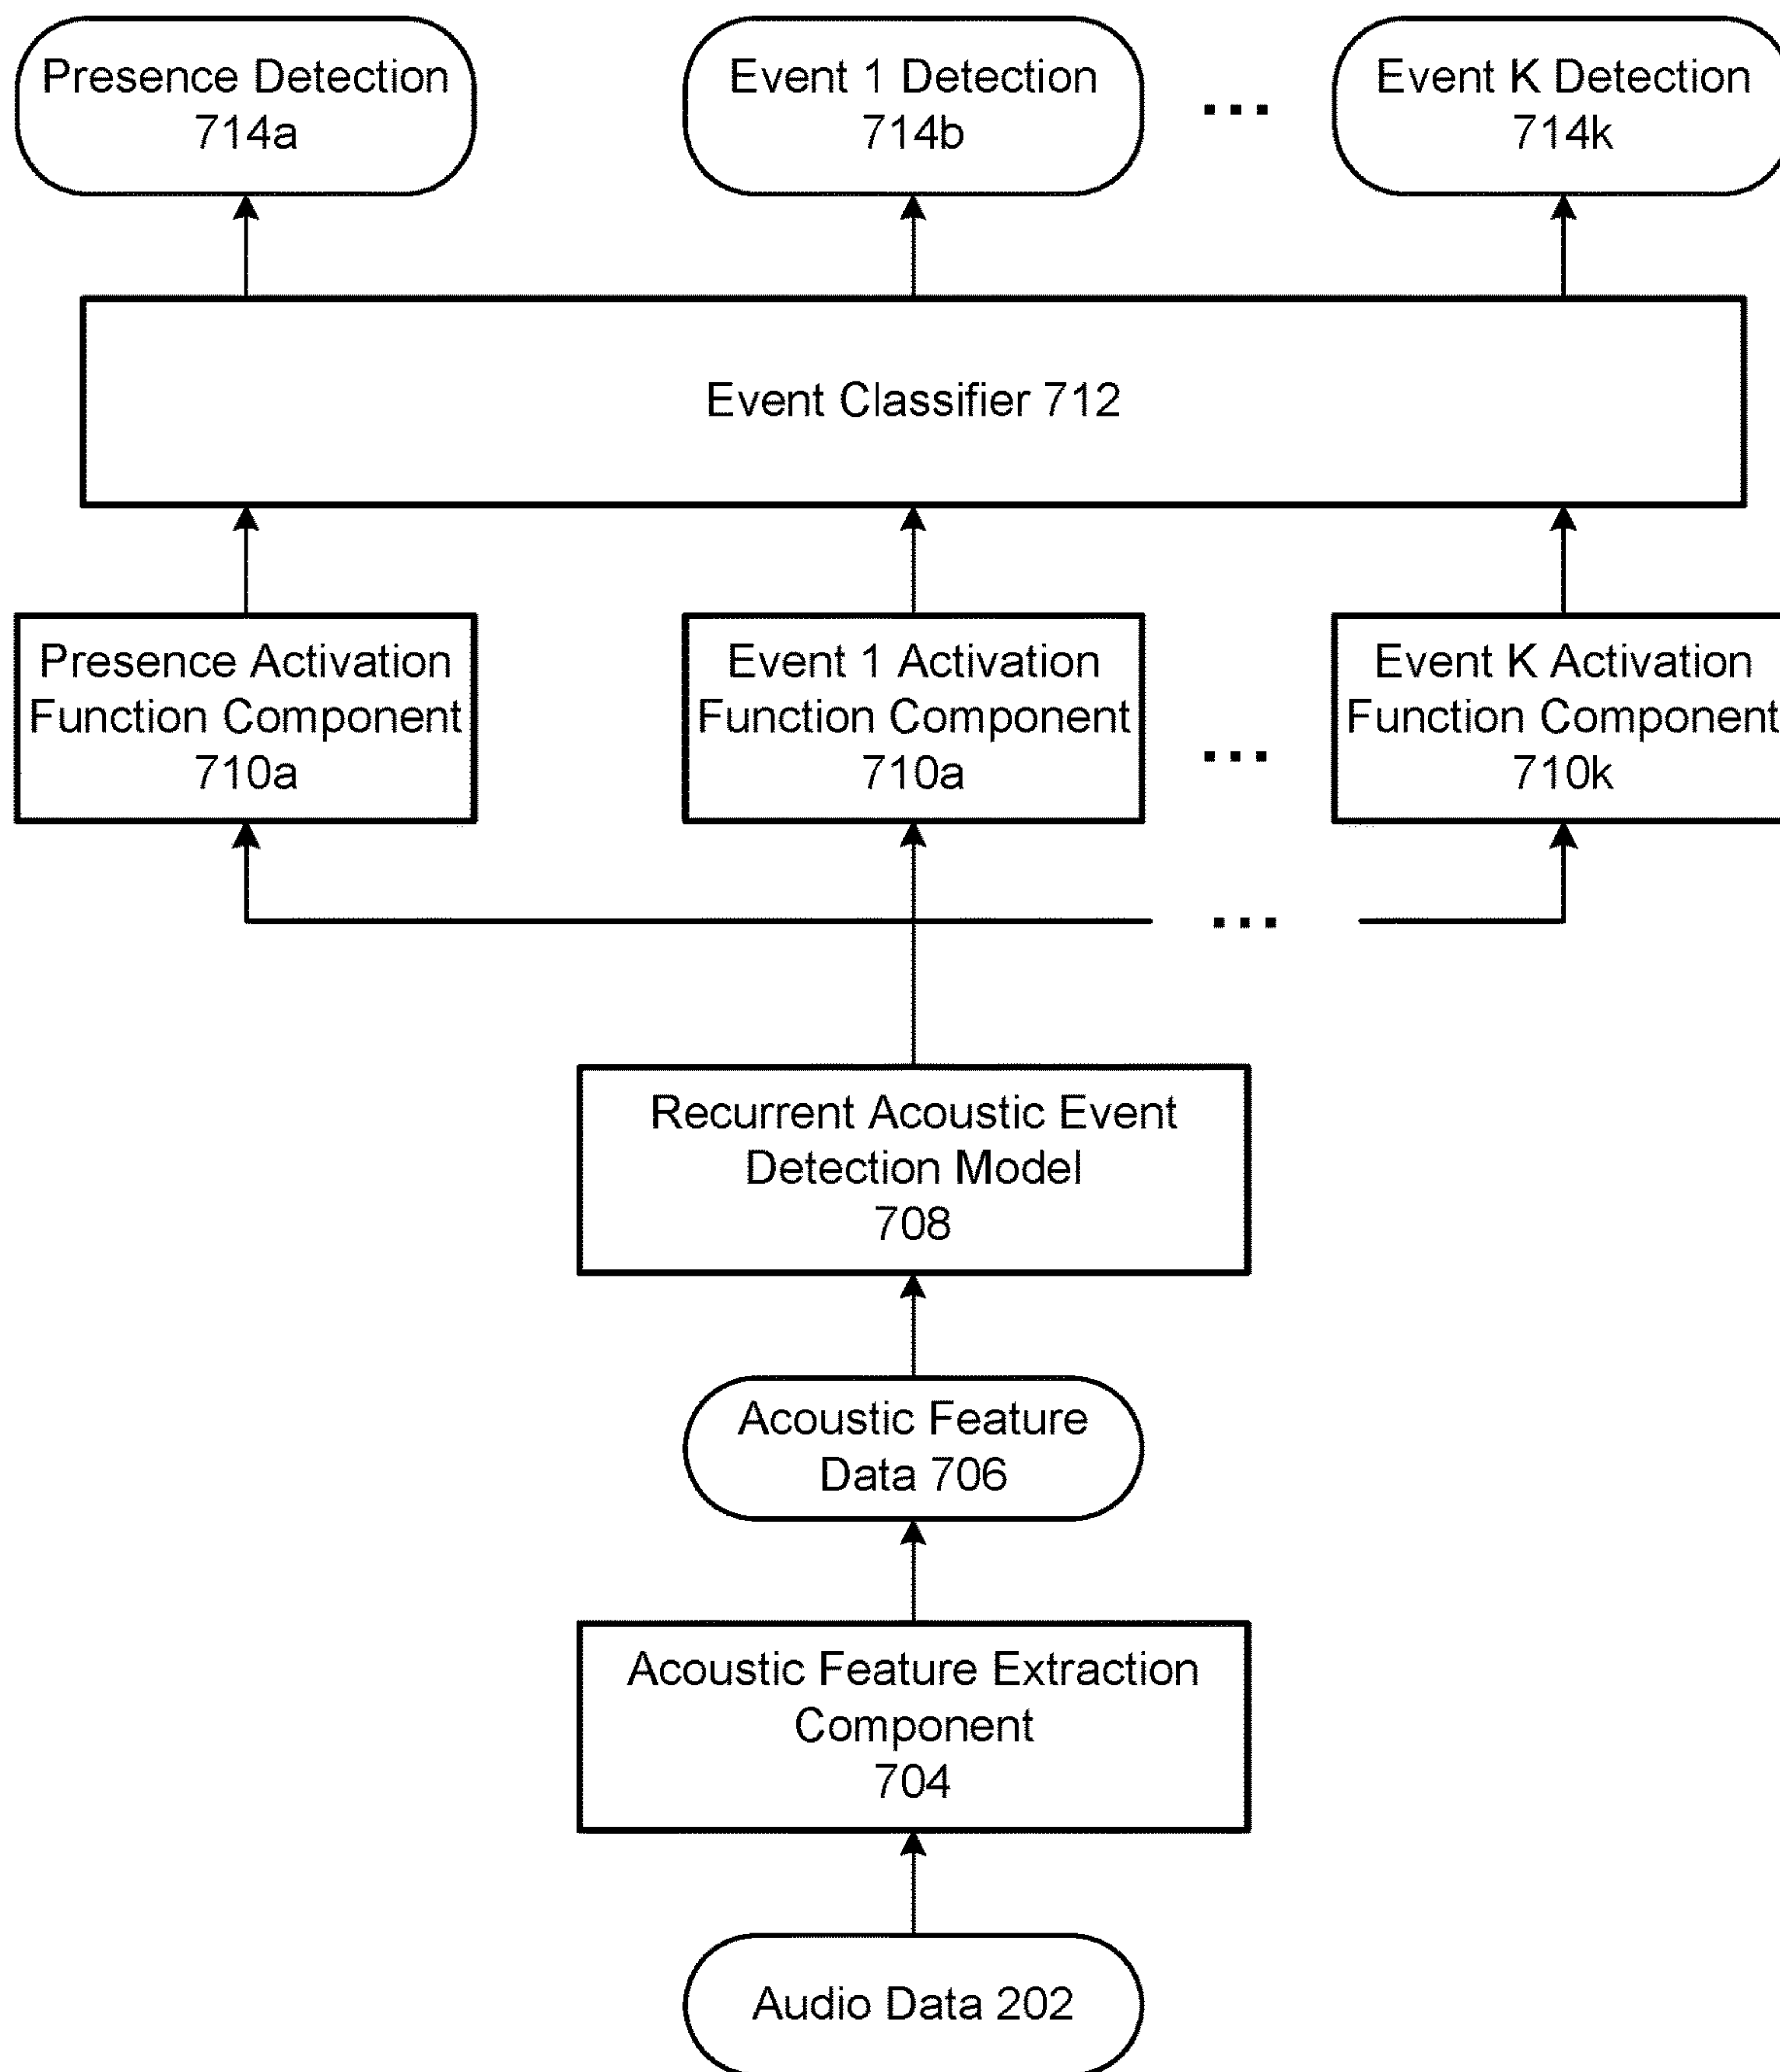 Presence Detection
714a
Event 1 Detection
714b
...
Event K Detection
714k
Event Classifier 712
Presence Activation
Function Component
710a
Event 1 Activation
Function Component
710a
...
Event K Activation
Function Component
710k
...
Recurrent Acoustic Event
Detection Model
708
Acoustic Feature
Data 706
Acoustic Feature Extraction
Component
704
Audio Data 202